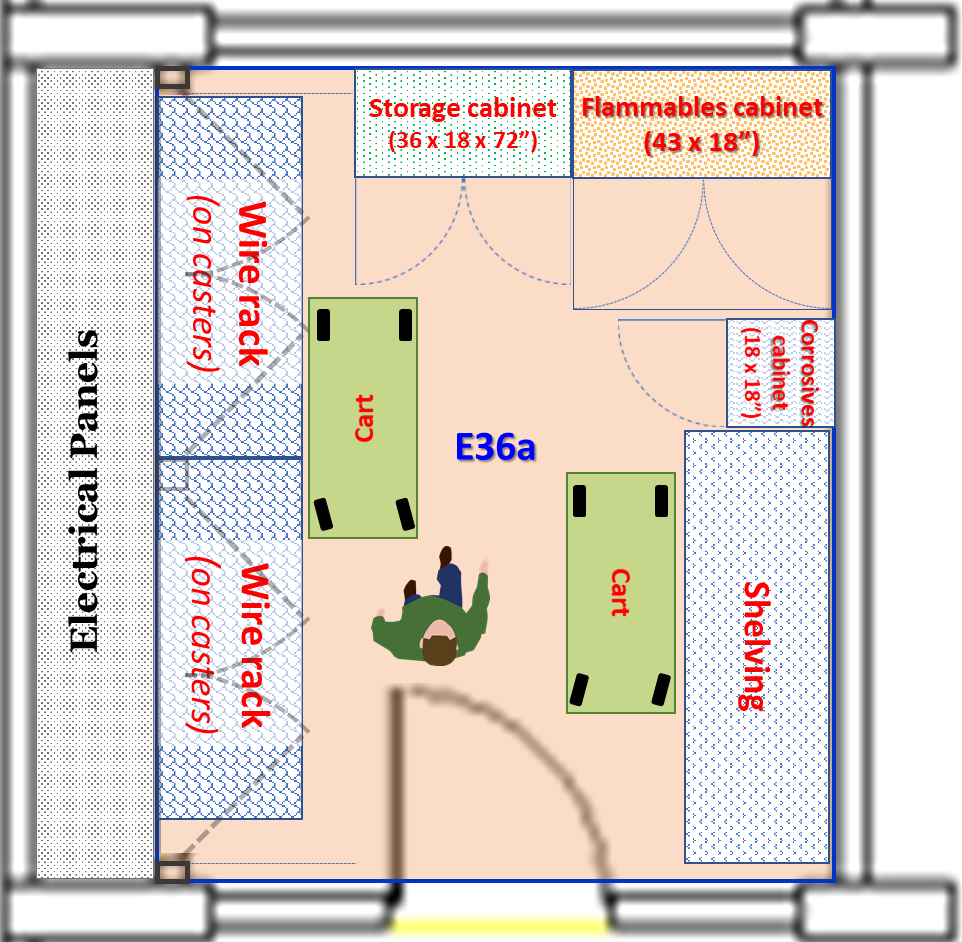 Storage cabinet
(36 x 18 x 72”)
Flammables cabinet
(43 x 18”)
Wire rack
(on casters)
Corrosives
cabinet
(18 x 18”)
Electrical Panels
Cart
E36a
Wire rack
(on casters)
Cart
Shelving